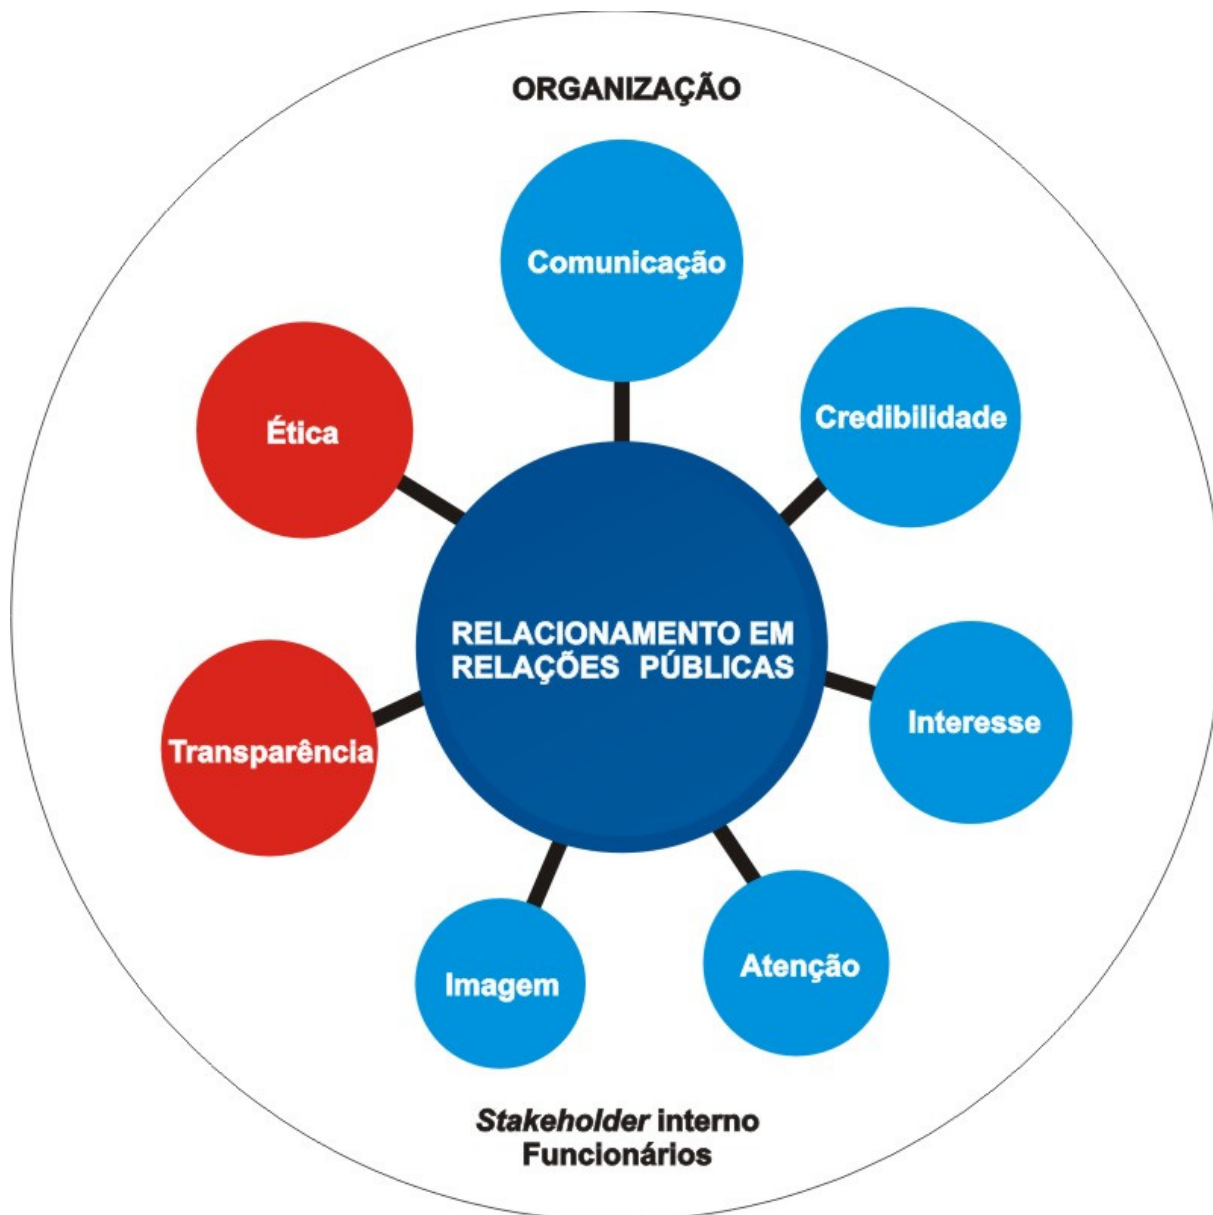 ORGANIZAÇÃO
Comunicação
Ética
Credibilidade
RELACIONAMENTO EM
RELAÇÕES PÚBLICAS
Interesse
Transparência
Imagem
Atenção
Stakeholder interno
Funcionários